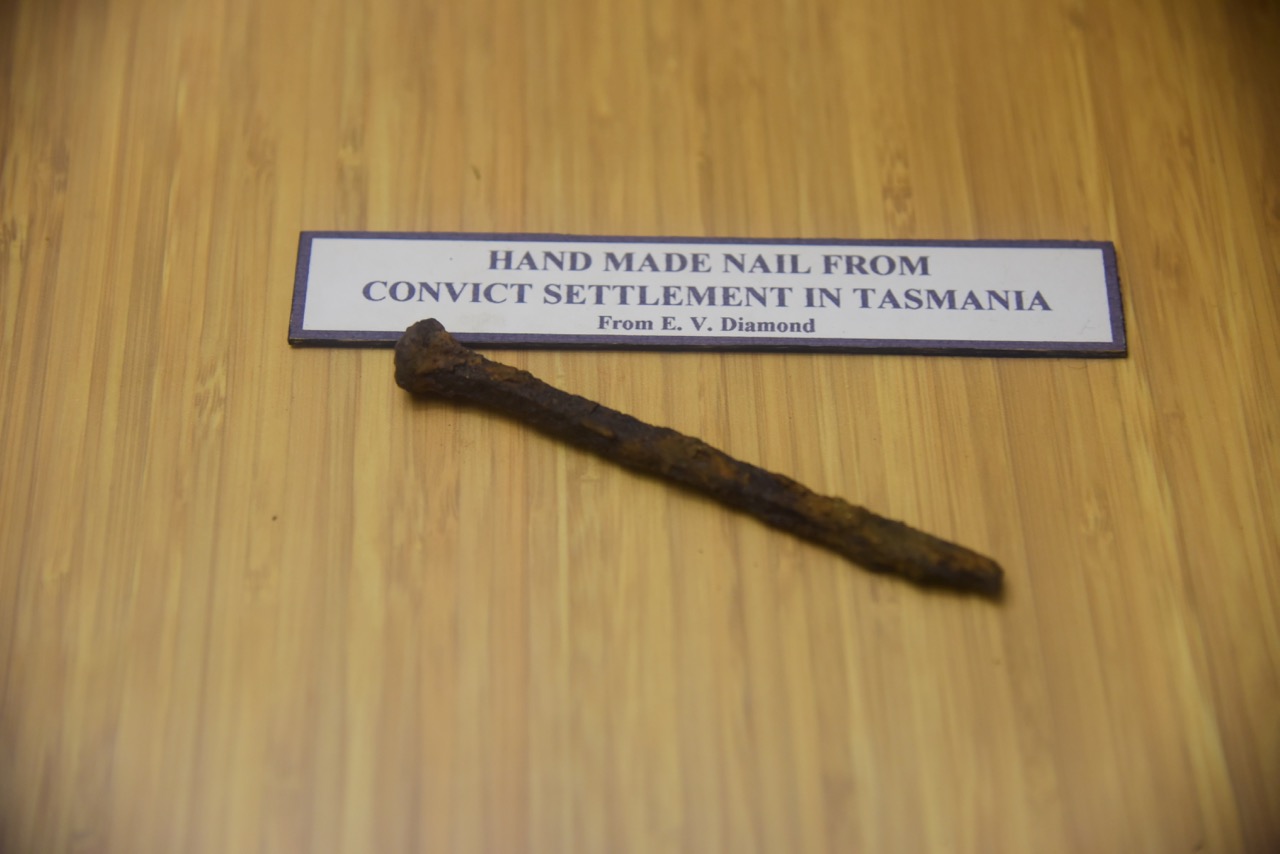 HAND MADE NAIL FROM
CONVICT SETTLEMENT IN TASMANIA
From E. V. Diamond